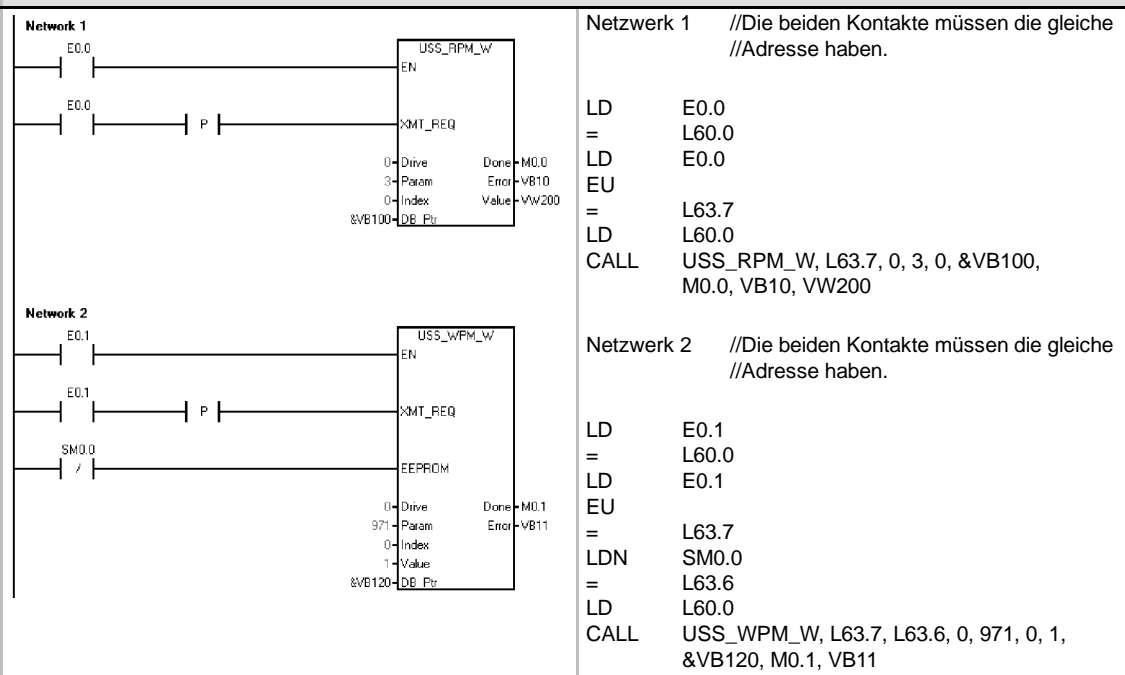 Network 1
E0.0
USS_RPM_W
EN
E0.0
P
XMT_REQ
0 Drive Done M0.0
3 Param Error VB10
0 Index Value VW200
&VB100 DB_Ptr
Network 2
E0.1
USS_WPM_W
EN
E0.1
P
XMT_REQ
SM0.0
/
EEPROM
0 Drive Done M0.1
971 Param Error VB11
0 Index
1 Value
&VB120 DB_Ptr
Netzwerk 1 //Die beiden Kontakte müssen die gleiche
//Adresse haben.
LD E0.0
= L60.0
LD E0.0
EU
= L63.7
LD L60.0
CALL USS_RPM_W, L63.7, 0, 3, 0, &VB100,
M0.0, VB10, VW200
Netzwerk 2 //Die beiden Kontakte müssen die gleiche
//Adresse haben.
LD E0.1
= L60.0
LD E0.1
EU
= L63.7
LDN SM0.0
= L63.6
LD L60.0
CALL USS_WPM_W, L63.7, L63.6, 0, 971, 0, 1,
&VB120, M0.1, VB11